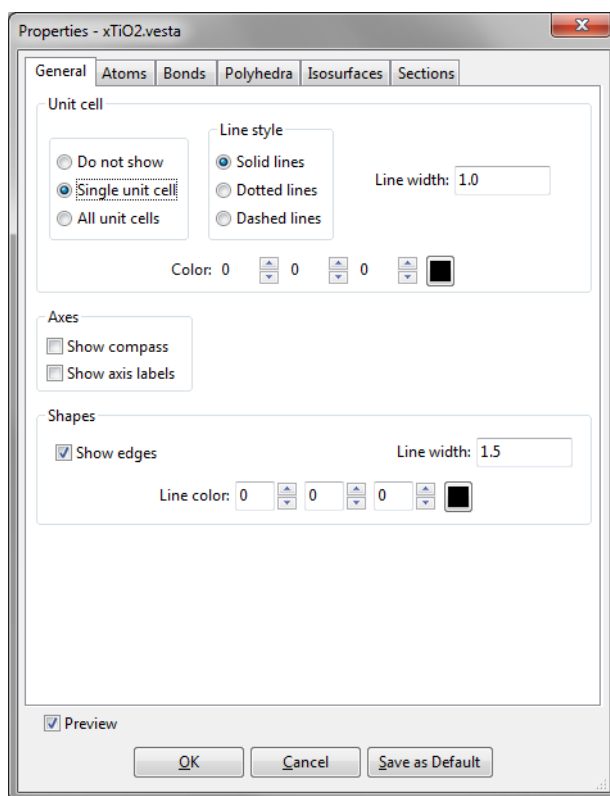 Properties - xTiO2.vesta
General Atoms Bonds Polyhedra Isosurfaces Sections
Unit cell
Line style
Do not show
Single unit cell
All unit cells
Solid lines
Dotted lines
Dashed lines
Line width: 1.0
Color: 0 0 0
Axes
Show compass
Show axis labels
Shapes
Show edges
Line width: 1.5
Line color: 0 0 0
Preview
OK Cancel Save as Default